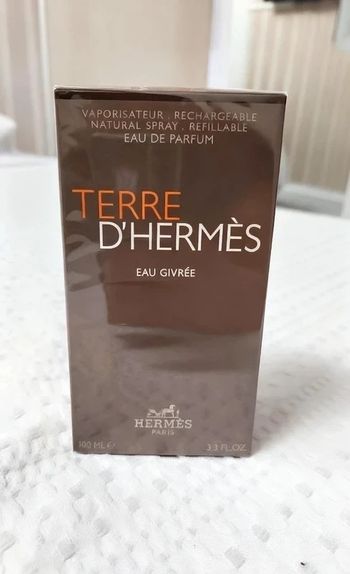 VAPORISATEUR . RECHARGEABLE
NATURAL SPRAY . REFILLABLE
EAU DE PARFUM
TERRE
D'HERMÈS
EAU GIVRÉE
HERMÈS
PARIS
100 ML ℮ 3.3 FL.OZ.